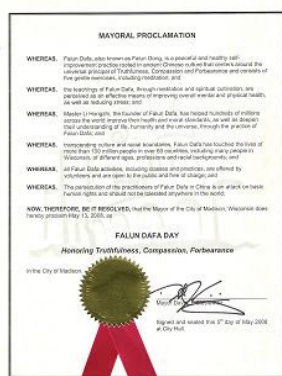 MAYORAL PROCLAMATION
WHEREAS, Falun Dafa, also known as Falun Gong, is a peaceful and healthy self-
improvement practice rooted in ancient Chinese culture that centers around the
universal principal of Truthfulness, Compassion and Forbearance and consists of
five gentle exercises, including meditation; and
WHEREAS, the teachings of Falun Dafa, through meditation and spiritual cultivation, are
perceived as an effective means of improving overall mental and physical health,
as well as reducing stress; and
WHEREAS, Master Li Hongzhi, the founder of Falun Dafa, has helped hundreds of millions
across the world improve their health and moral standards, as well as deepen
their understanding of life, humanity and the universe, through the practice of
Falun Dafa; and
WHEREAS, transcending culture and racial boundaries, Falun Dafa has touched the lives of
more than 100 million people in over 60 countries, including many people in
Wisconsin, of different ages, professions and racial backgrounds; and
WHEREAS, all Falun Dafa activities, including classes and practices, are offered by
volunteers and are open to the public and free of charge; and
WHEREAS, The persecution of the practitioners of Falun Dafa in China is an attack on basic
human rights and should not be tolerated anywhere in the world.
NOW, THEREFORE, BE IT RESOLVED, that the Mayor of the City of Madison, Wisconsin does
hereby proclaim May 13, 2008, as
FALUN DAFA DAY
Honoring Truthfulness, Compassion, Forbearance
in the City of Madison.
Mayor
Signed and sealed this 5th day of May 2008
at City Hall.